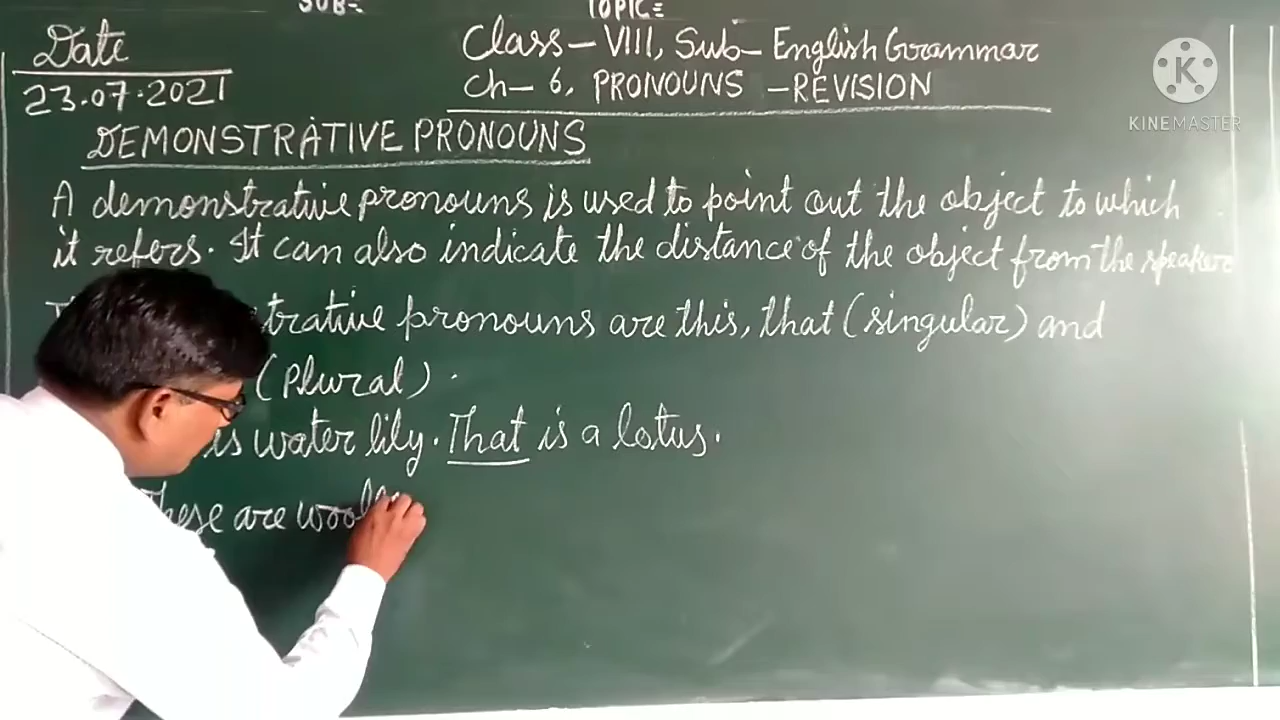 SUB-: TOPIC=
Date Class - VIII, Sub - English Grammar
23.07.2021 Ch - 6, PRONOUNS - REVISION
DEMONSTRATIVE PRONOUNS
A demonstrative pronouns is used to point out the object to which
it refers. It can also indicate the distance of the object from the speaker
trative pronouns are this, that (singular) and
(Plural).
is water lily. That is a lotus.
These are
K
KINEMASTER